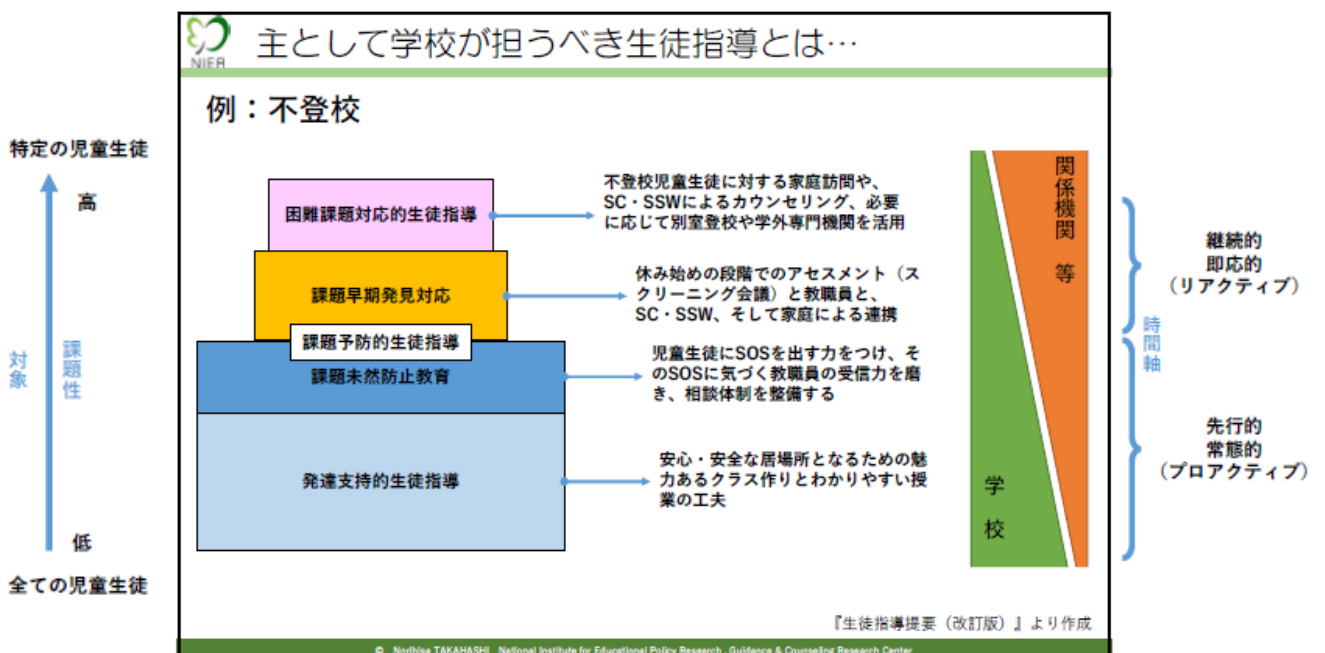 NIER
主として学校が担うべき生徒指導とは…
例：不登校
特定の児童生徒
高
対象
課題性
低
全ての児童生徒
困難課題対応的生徒指導
不登校児童生徒に対する家庭訪問や、
SC・SSWによるカウンセリング、必要
に応じて別室登校や学外専門機関を活用
課題早期発見対応
休み始めの段階でのアセスメント（ス
クリーニング会議）と教職員と、
SC・SSW、そして家庭による連携
課題予防的生徒指導
課題未然防止教育
児童生徒にSOSを出す力をつけ、そ
のSOSに気づく教職員の受信力を磨
き、相談体制を整備する
発達支持的生徒指導
安心・安全な居場所となるための魅
力あるクラス作りとわかりやすい授
業の工夫
関係機関 等
学 校
継続的
即応的
（リアクティブ）
時間軸
先行的
常態的
（プロアクティブ）
『生徒指導提要（改訂版）』より作成
© Norihisa TAKAHASHI National Institute for Educational Policy Research , Guidance & Counseling Research Center